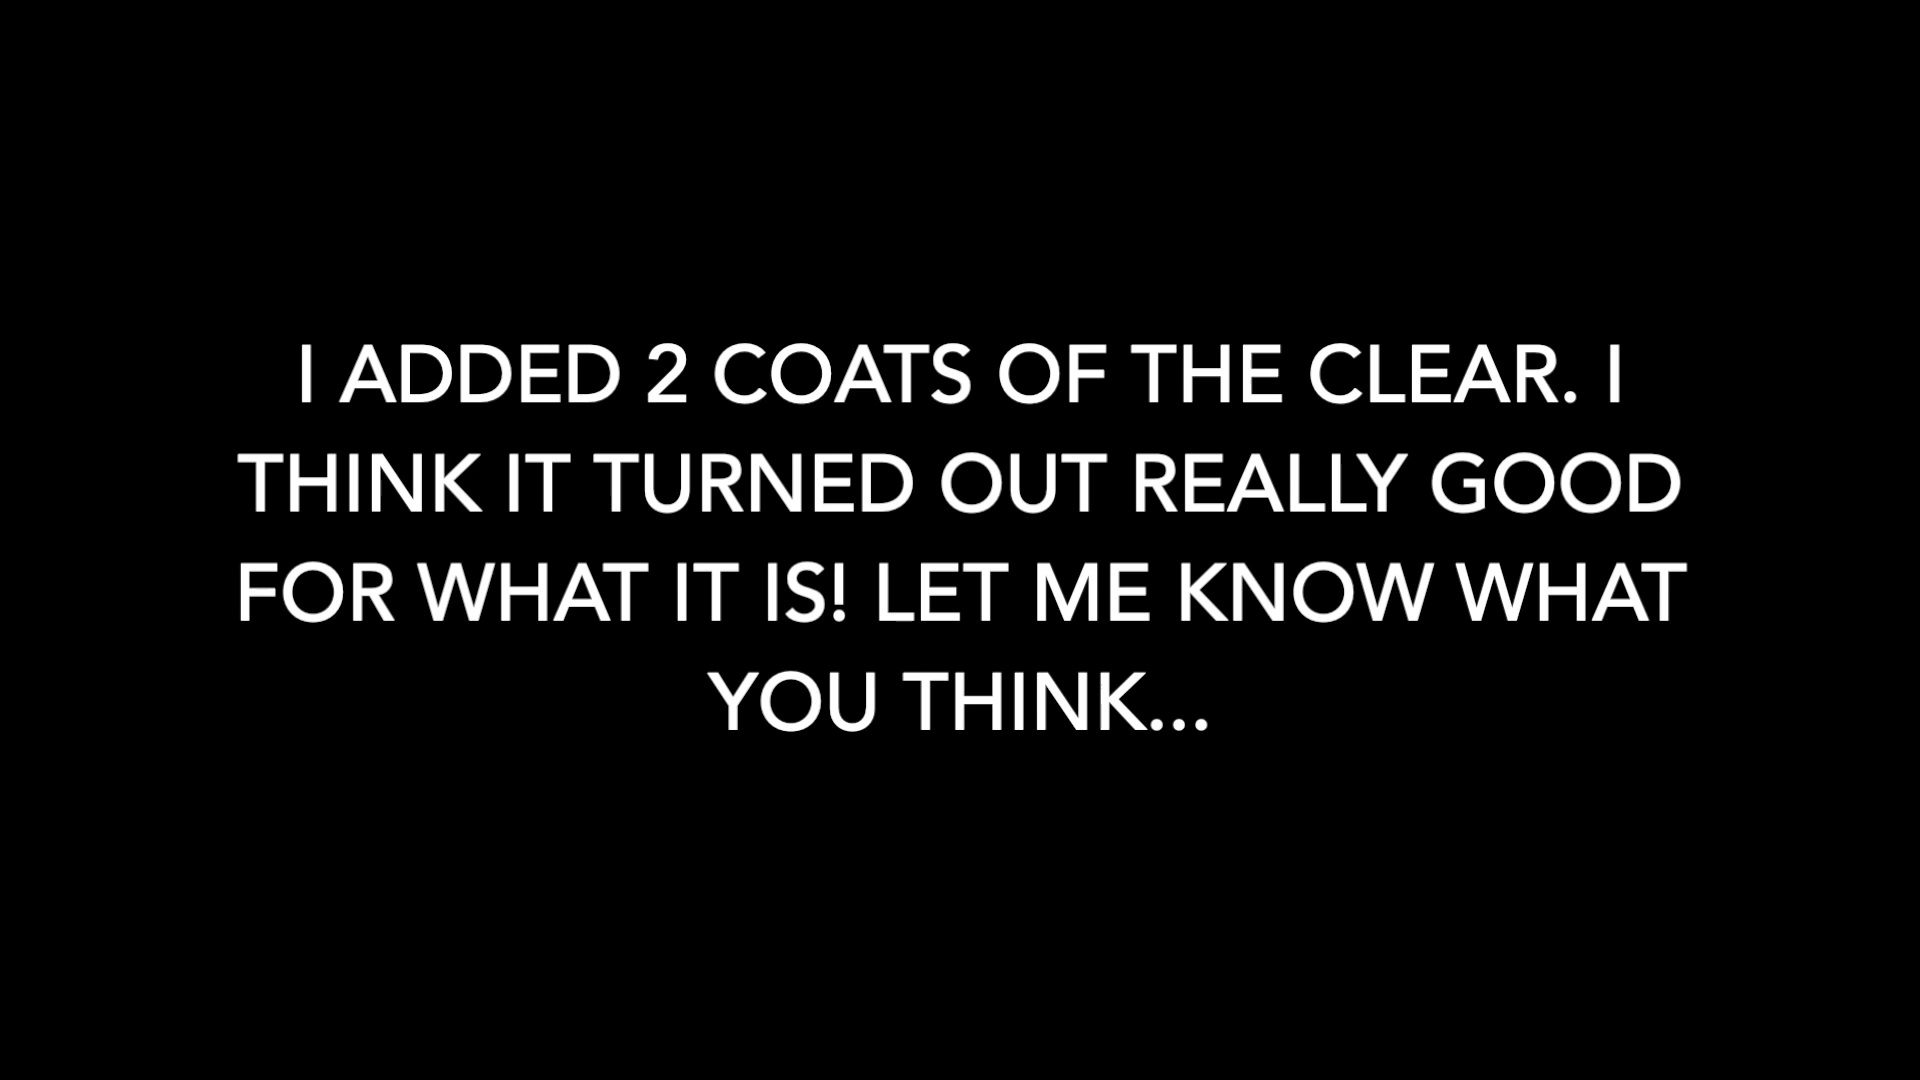 I ADDED 2 COATS OF THE CLEAR. I
THINK IT TURNED OUT REALLY GOOD
FOR WHAT IT IS! LET ME KNOW WHAT
YOU THINK...